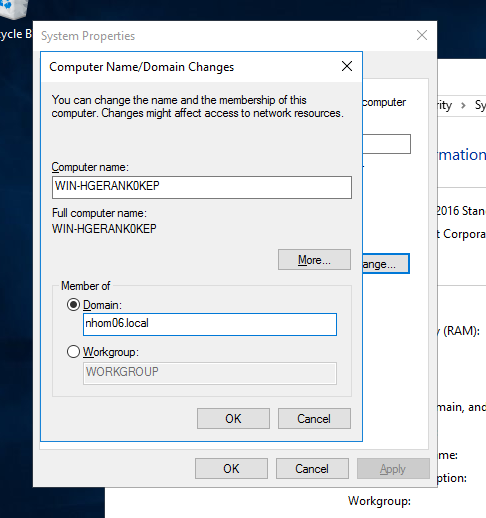 cycle B
System Properties
Computer Name/Domain Changes
You can change the name and the membership of this
computer. Changes might affect access to network resources.
computer
urity > Sy
ormation
Computer name:
WIN-HGERANK0KEP
Full computer name:
WIN-HGERANK0KEP
2016 Stan
t Corpora
More...
ange...
Member of
Domain:
nhom06.local
y (RAM):
Workgroup:
WORKGROUP
main, and
OK
Cancel
me:
OK
Cancel
Apply
ption:
Workgroup: